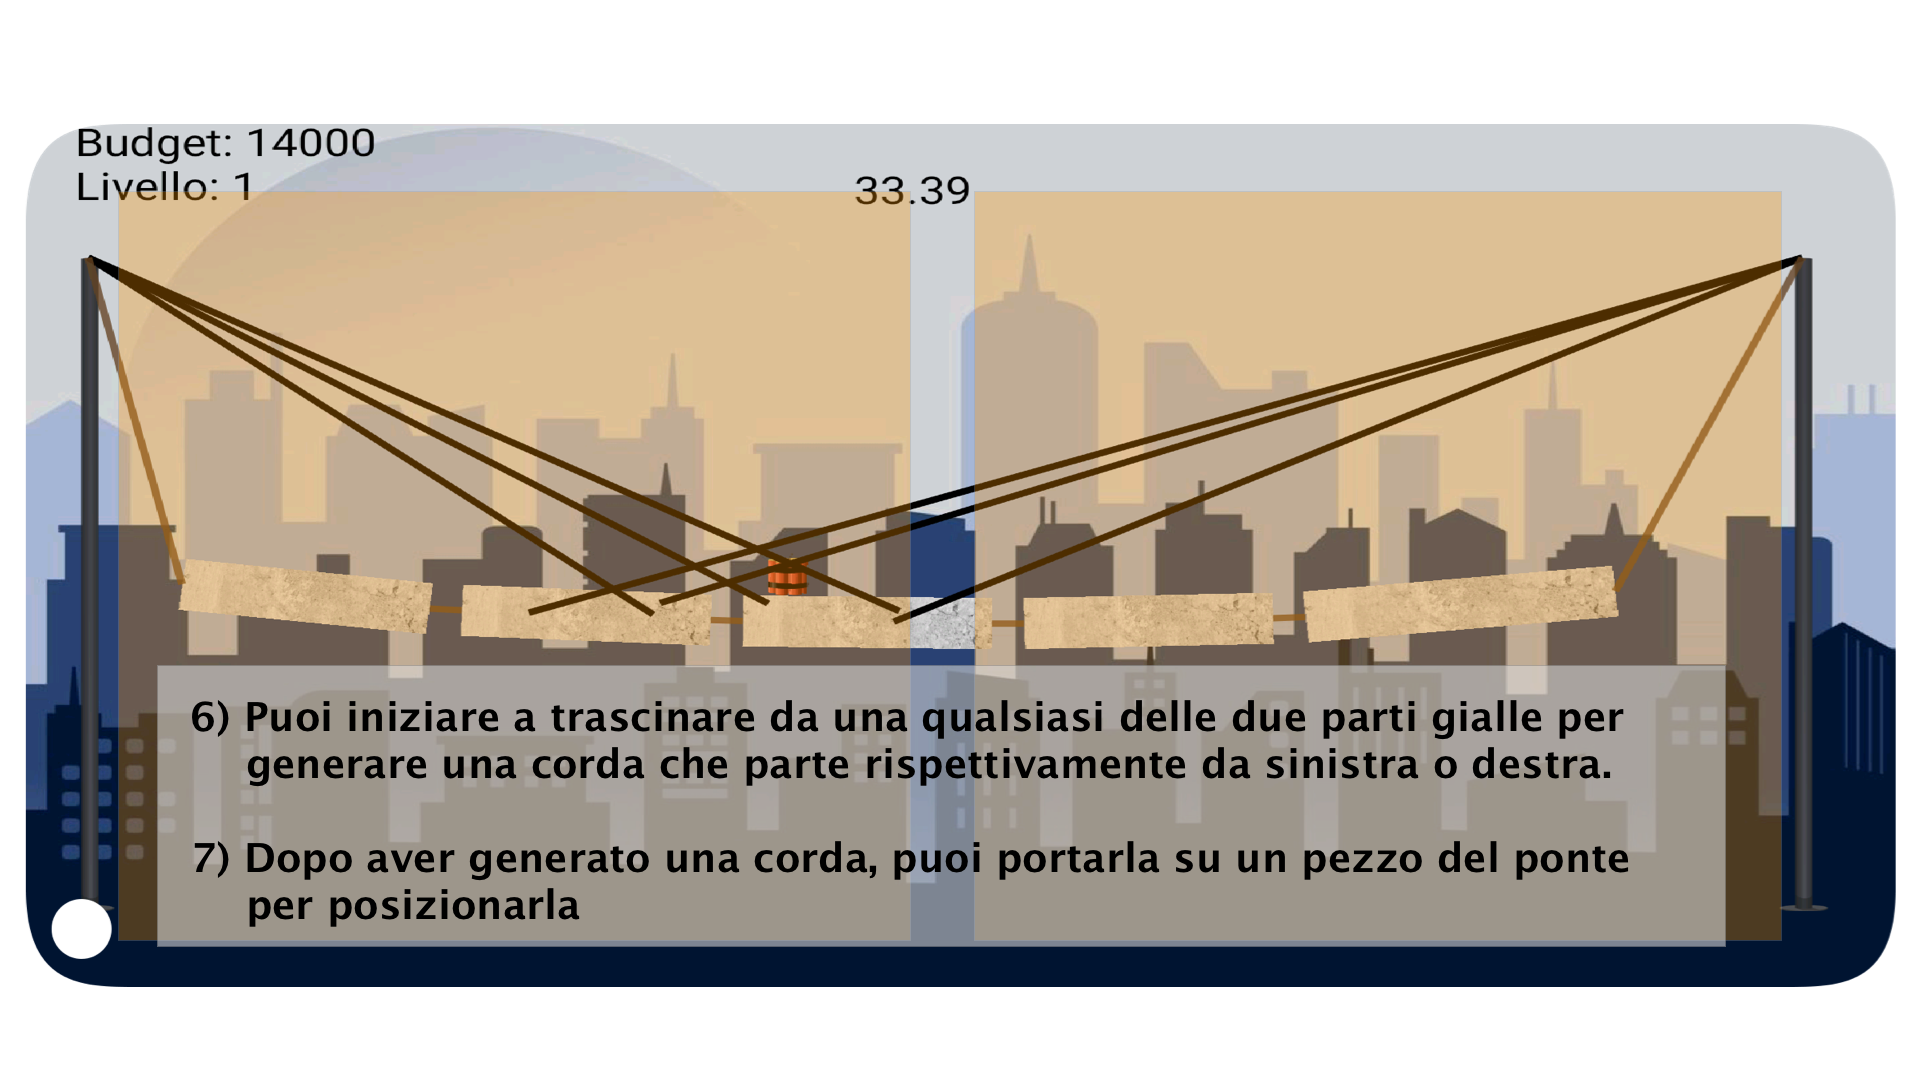 Budget: 14000
Livello: 1
33.39
6) Puoi iniziare a trascinare da una qualsiasi delle due parti gialle per
generare una corda che parte rispettivamente da sinistra o destra.
7) Dopo aver generato una corda, puoi portarla su un pezzo del ponte
per posizionarla